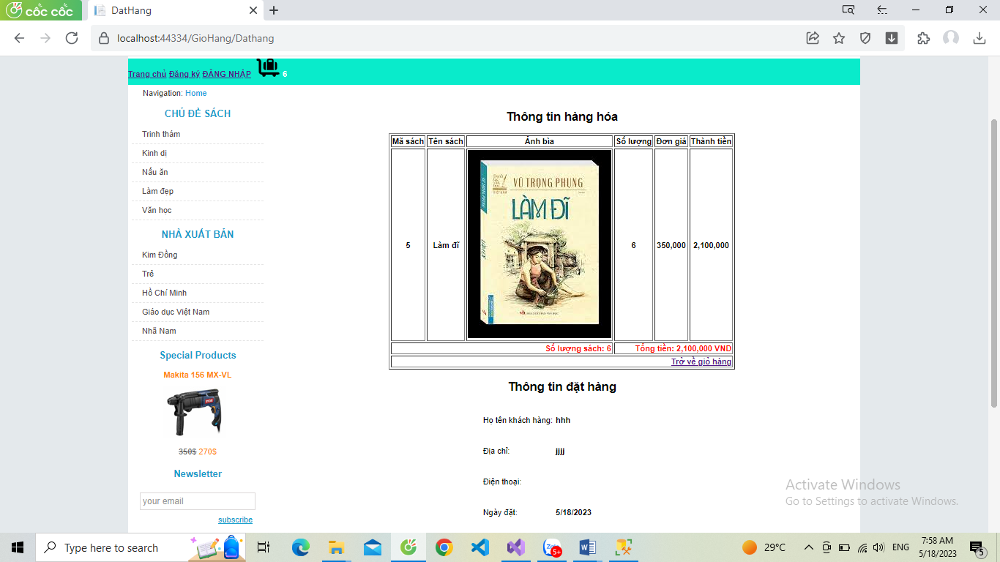 cốc cốc
DatHang
localhost:44334/GioHang/Dathang
Trang chủ Đăng ký ĐĂNG NHẬP 6
Navigation: Home
CHỦ ĐỀ SÁCH
Trinh thám
Kinh dị
Nấu ăn
Làm đẹp
Văn học
NHÀ XUẤT BẢN
Kim Đồng
Trẻ
Hồ Chí Minh
Giáo dục Việt Nam
Nhã Nam
Special Products
Makita 156 MX-VL
350$ 270$
Newsletter
your email
subscribe
Thông tin hàng hóa
Mã sách Tên sách Ảnh bìa Số lượng Đơn giá Thành tiền
VŨ TRỌNG PHỤNG
LÀM ĐĨ
5 Làm đĩ 6 350,000 2,100,000
Số lượng sách: 6 Tổng tiền: 2,100,000 VND
Trở về giỏ hàng
Thông tin đặt hàng
Họ tên khách hàng: hhh
Địa chỉ: jjjj
Điện thoại:
Ngày đặt: 5/18/2023
Activate Windows
Go to Settings to activate Windows.
Type here to search
5+
29°C
ENG
7:58 AM
5/18/2023
5